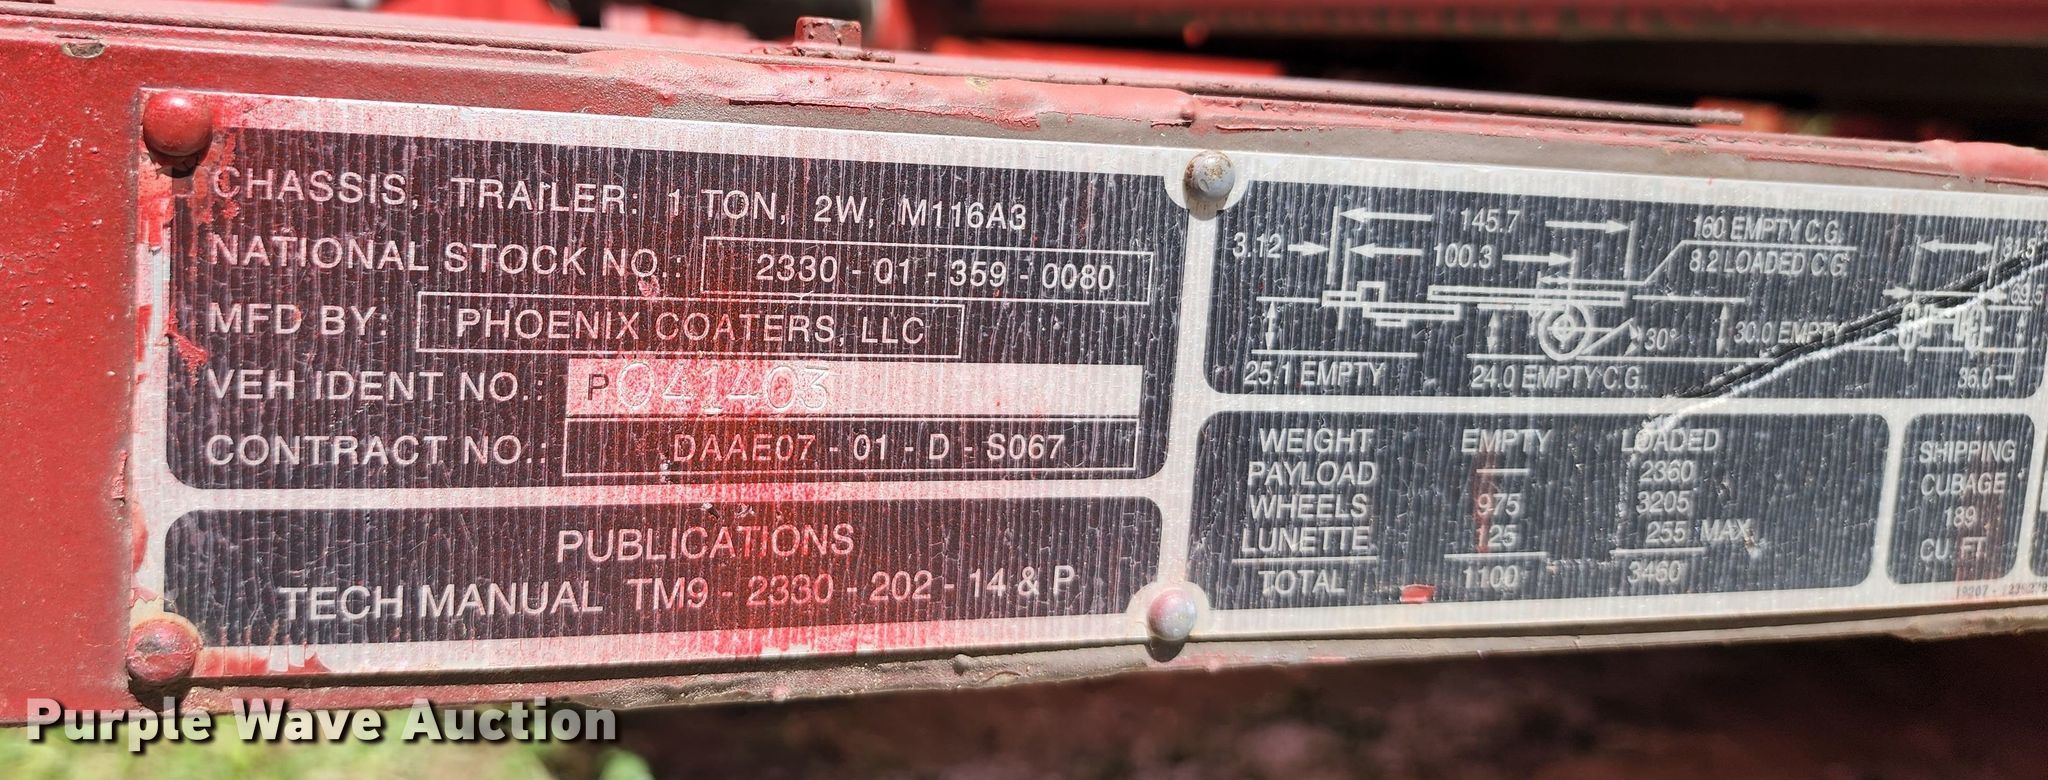 CHASSIS, TRAILER: 1 TON, 2W, M116A3
NATIONAL STOCK NO.: 2330 - 01 - 359 - 0080
MFD BY: PHOENIX COATERS, LLC
VEH IDENT NO.: P041403
CONTRACT NO.: DAAE07 - 01 - D - S067
PUBLICATIONS
TECH MANUAL TM9 - 2330 - 202 - 14 & P
145.7
160 EMPTY C.G.
3.12
100.3
8.2 LOADED C.G.
81.5
69.5
30°
30.0 EMPTY
25.1 EMPTY
24.0 EMPTY C.G.
36.0
WEIGHT EMPTY LOADED
PAYLOAD — 2360
WHEELS 975 3205
LUNETTE 125 255 MAX.
TOTAL 1100 3460
SHIPPING
CUBAGE
189
CU. FT.
Purple Wave Auction